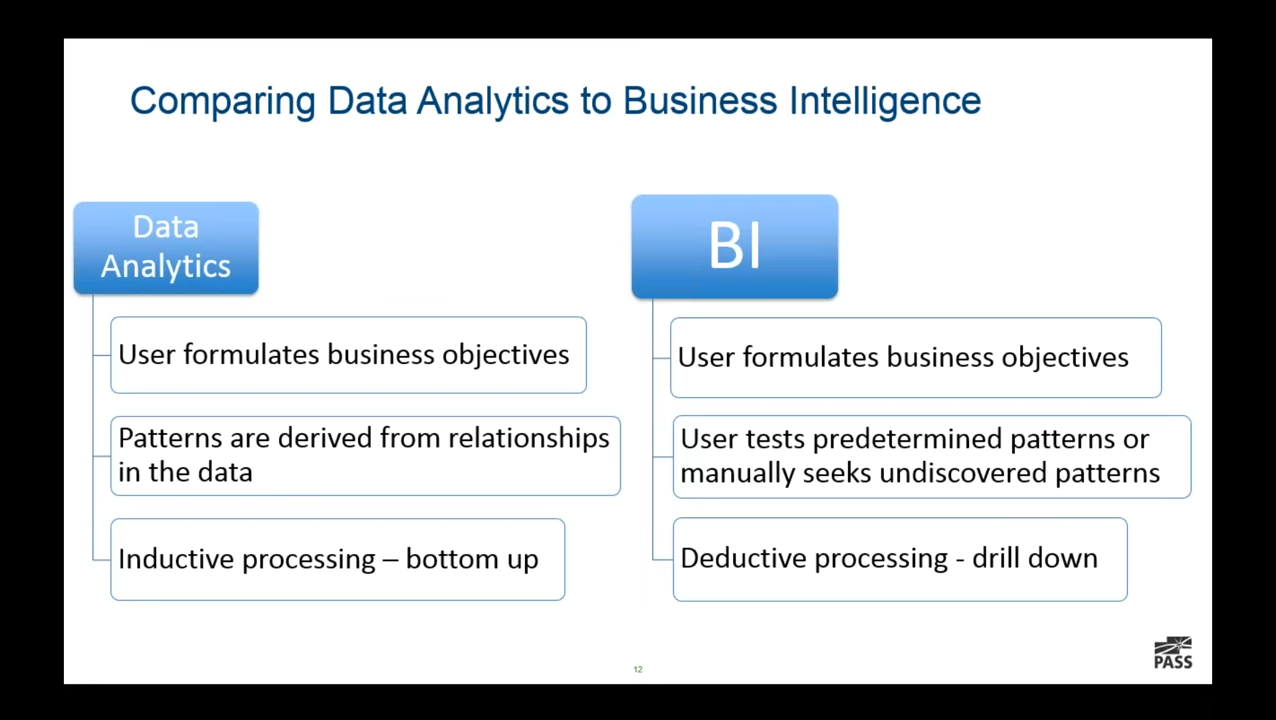 Comparing Data Analytics to Business Intelligence
Data
Analytics
User formulates business objectives
Patterns are derived from relationships
in the data
Inductive processing – bottom up
BI
User formulates business objectives
User tests predetermined patterns or
manually seeks undiscovered patterns
Deductive processing - drill down
12
PASS